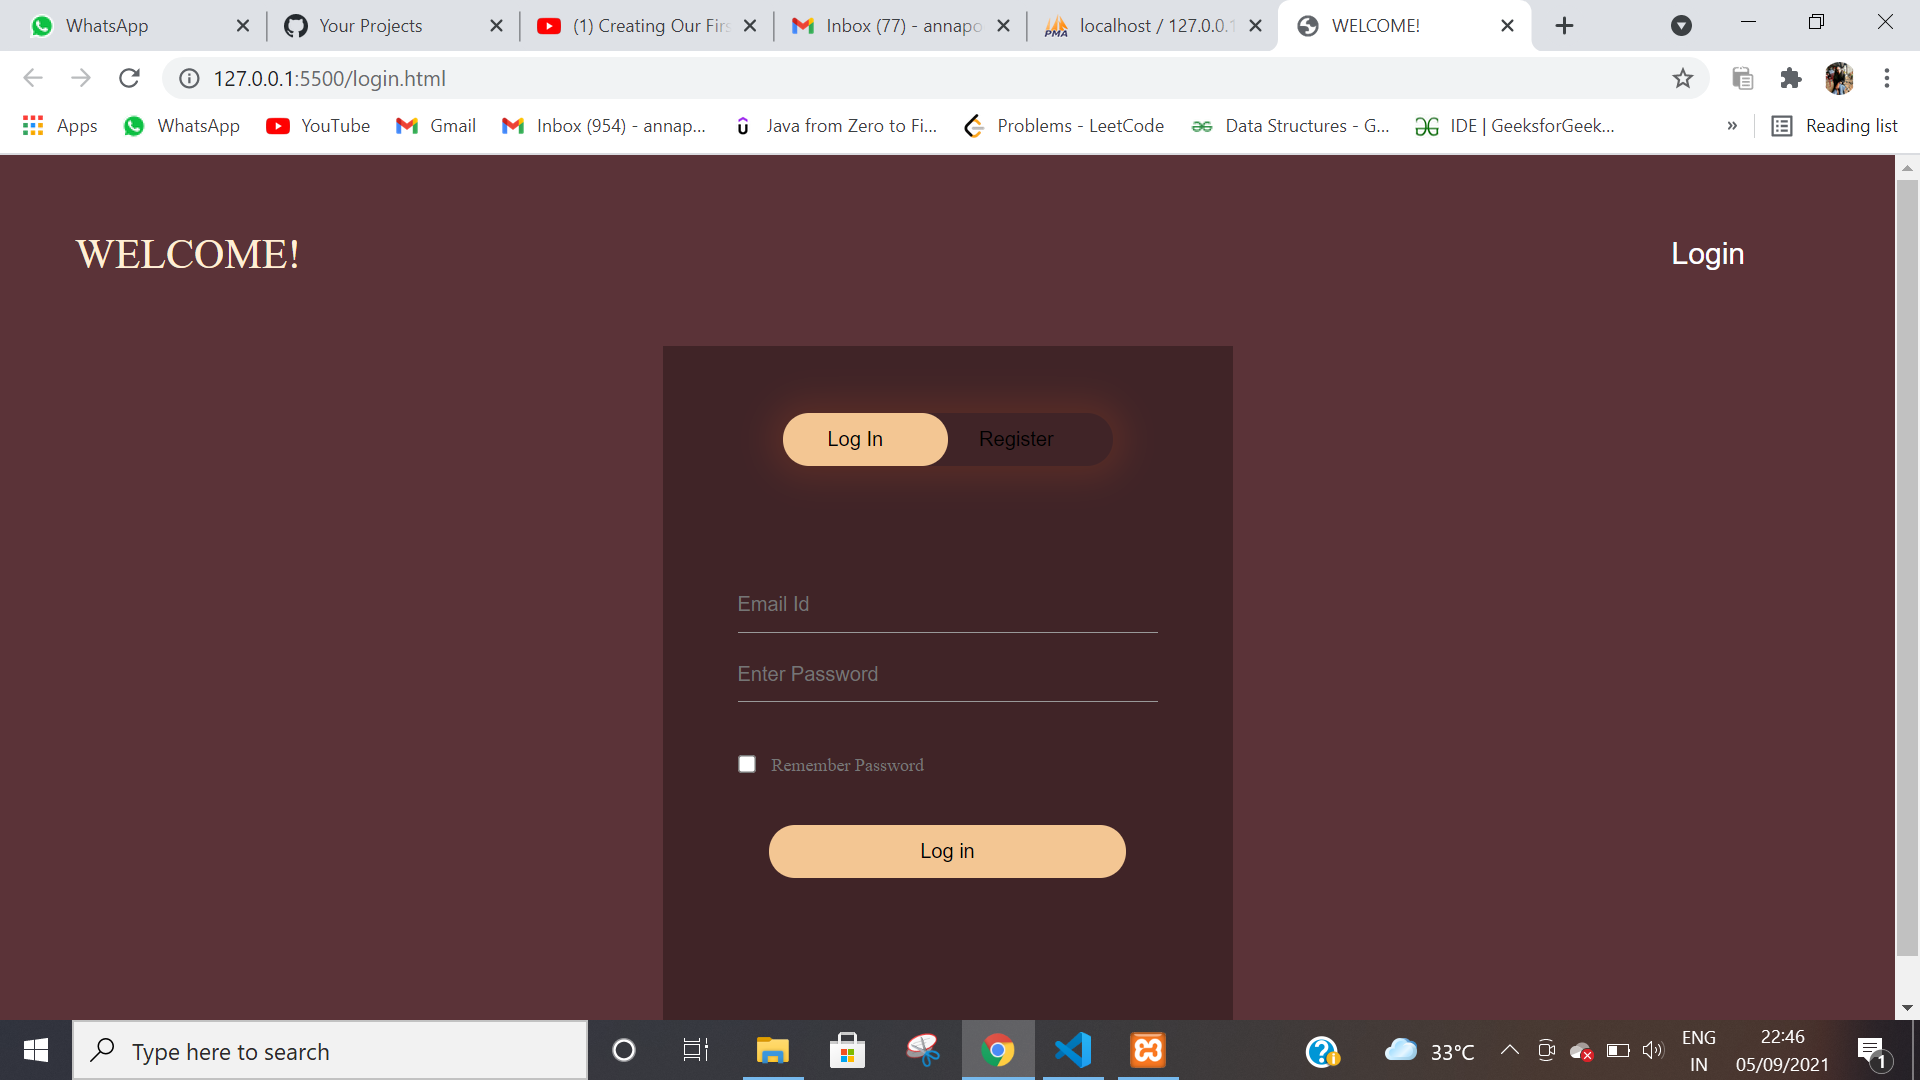 WhatsApp
Your Projects
(1) Creating Our Firs
Inbox (77) - annapo
localhost / 127.0.0.1
WELCOME!
127.0.0.1:5500/login.html
Apps
WhatsApp
YouTube
Gmail
Inbox (954) - annap...
Java from Zero to Fi...
Problems - LeetCode
Data Structures - G...
IDE | GeeksforGeek...
»
Reading list
WELCOME!
Login
Log In
Register
Email Id
Enter Password
Remember Password
Log in
Type here to search
33°C
ENG
IN
22:46
05/09/2021
1